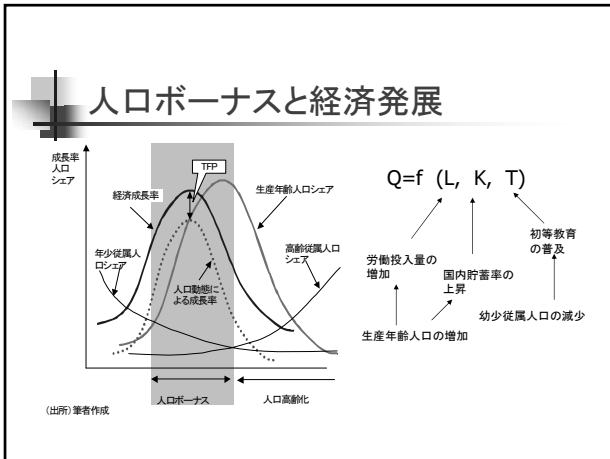 人口ボーナスと経済発展
成長率
人口
シェア
TFP
経済成長率
生産年齢人口シェア
年少従属人
口シェア
高齢従属人口
シェア
人口動態に
よる成長率
人口ボーナス
人口高齢化
(出所)筆者作成
Q=f (L, K, T)
労働投入量の
増加
国内貯蓄率の
上昇
初等教育
の普及
生産年齢人口の増加
幼少従属人口の減少